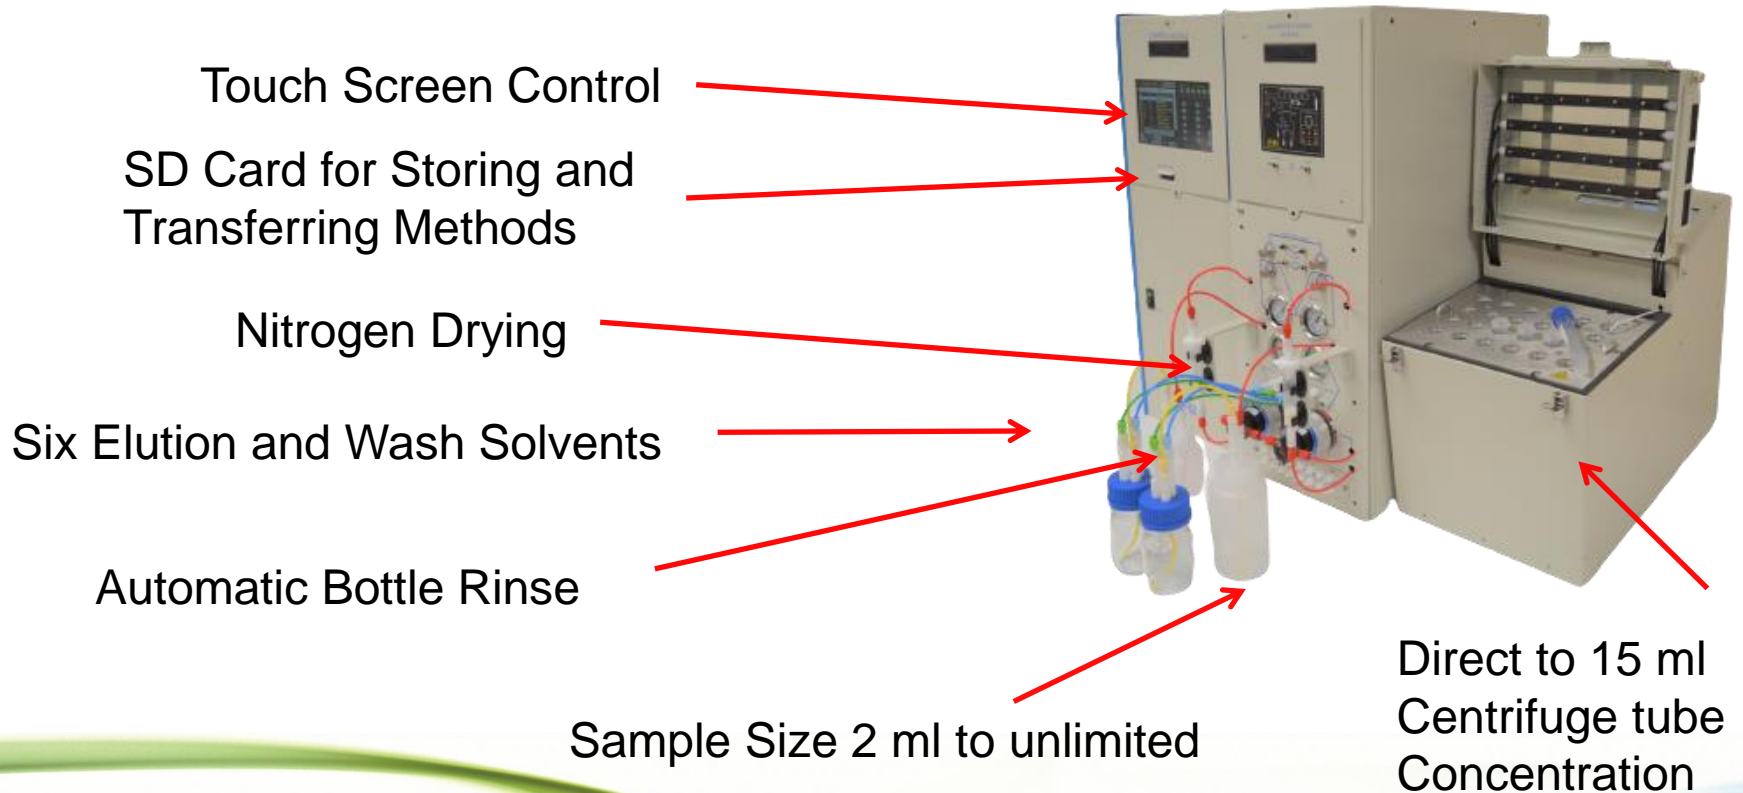 Touch Screen Control
SD Card for Storing and
Transferring Methods
Nitrogen Drying
Six Elution and Wash Solvents
Automatic Bottle Rinse
Sample Size 2 ml to unlimited
Direct to 15 ml
Centrifuge tube
Concentration